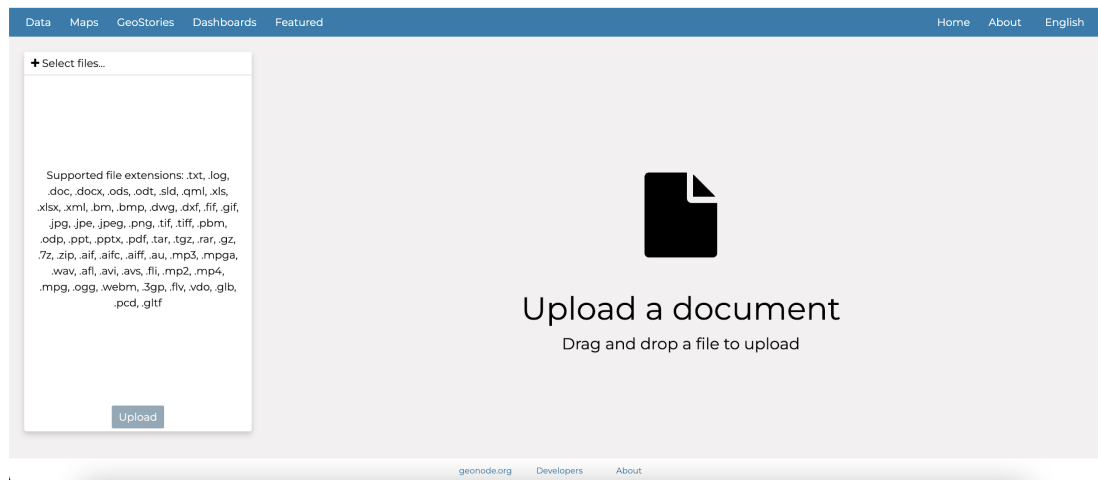 Data Maps GeoStories Dashboards Featured Home About English
+ Select files...
Supported file extensions: .txt, .log,
.doc, .docx, .ods, .odt, .sld, .qml, .xls,
.xlsx, .xml, .bm, .bmp, .dwg, .dxf, .fif, .gif,
.jpg, .jpe, .jpeg, .png, .tif, .tiff, .pbm,
.odp, .ppt, .pptx, .pdf, .tar, .tgz, .rar, .gz,
.7z, .zip, .aif, .aifc, .aiff, .au, .mp3, .mpga,
.wav, .afl, .avi, .avs, .fli, .mp2, .mp4,
.mpg, .ogg, .webm, .3gp, .flv, .vdo, .glb,
.pcd, .gltf
Upload
Upload a document
Drag and drop a file to upload
geonode.org Developers About